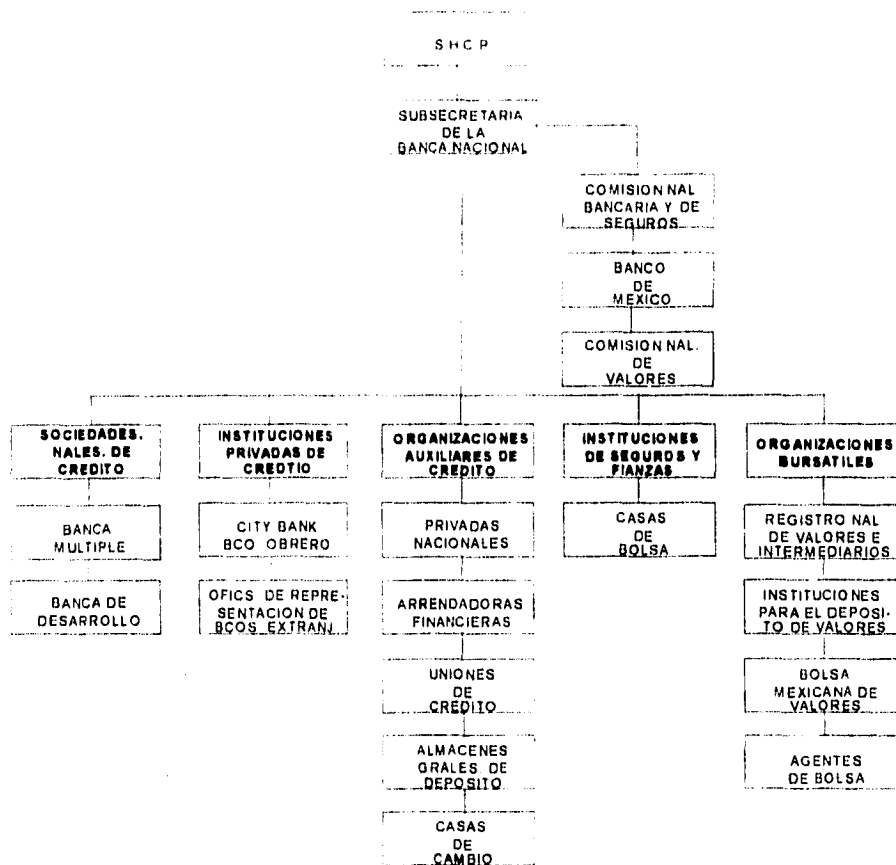 S H C P
SUBSECRETARIA
DE LA
BANCA NACIONAL
COMISION NAL
BANCARIA Y DE
SEGUROS
BANCO
DE
MEXICO
COMISION NAL.
DE
VALORES
SOCIEDADES.
NALES. DE
CREDITO
BANCA
MULTIPLE
BANCA DE
DESARROLLO
INSTITUCIONES
PRIVADAS DE
CREDTIO
CITY BANK
BCO OBRERO
OFICS DE REPRE-
SENTACION DE
BCOS EXTRANJ
ORGANIZACIONES
AUXILIARES DE
CREDITO
PRIVADAS
NACIONALES
ARRENDADORAS
FINANCIERAS
UNIONES
DE
CREDITO
ALMACENES
GRALES. DE
DEPOSITO
CASAS
DE
CAMBIO
INSTITUCIONES
DE SEGUROS Y
FIANZAS
CASAS
DE
BOLSA
ORGANIZACIONES
BURSATILES
REGISTRO NAL
DE VALORES E
INTERMEDIARIOS
INSTITUCIONES
PARA EL DEPOSI-
TO DE VALORES
BOLSA
MEXICANA DE
VALORES
AGENTES
DE BOLSA